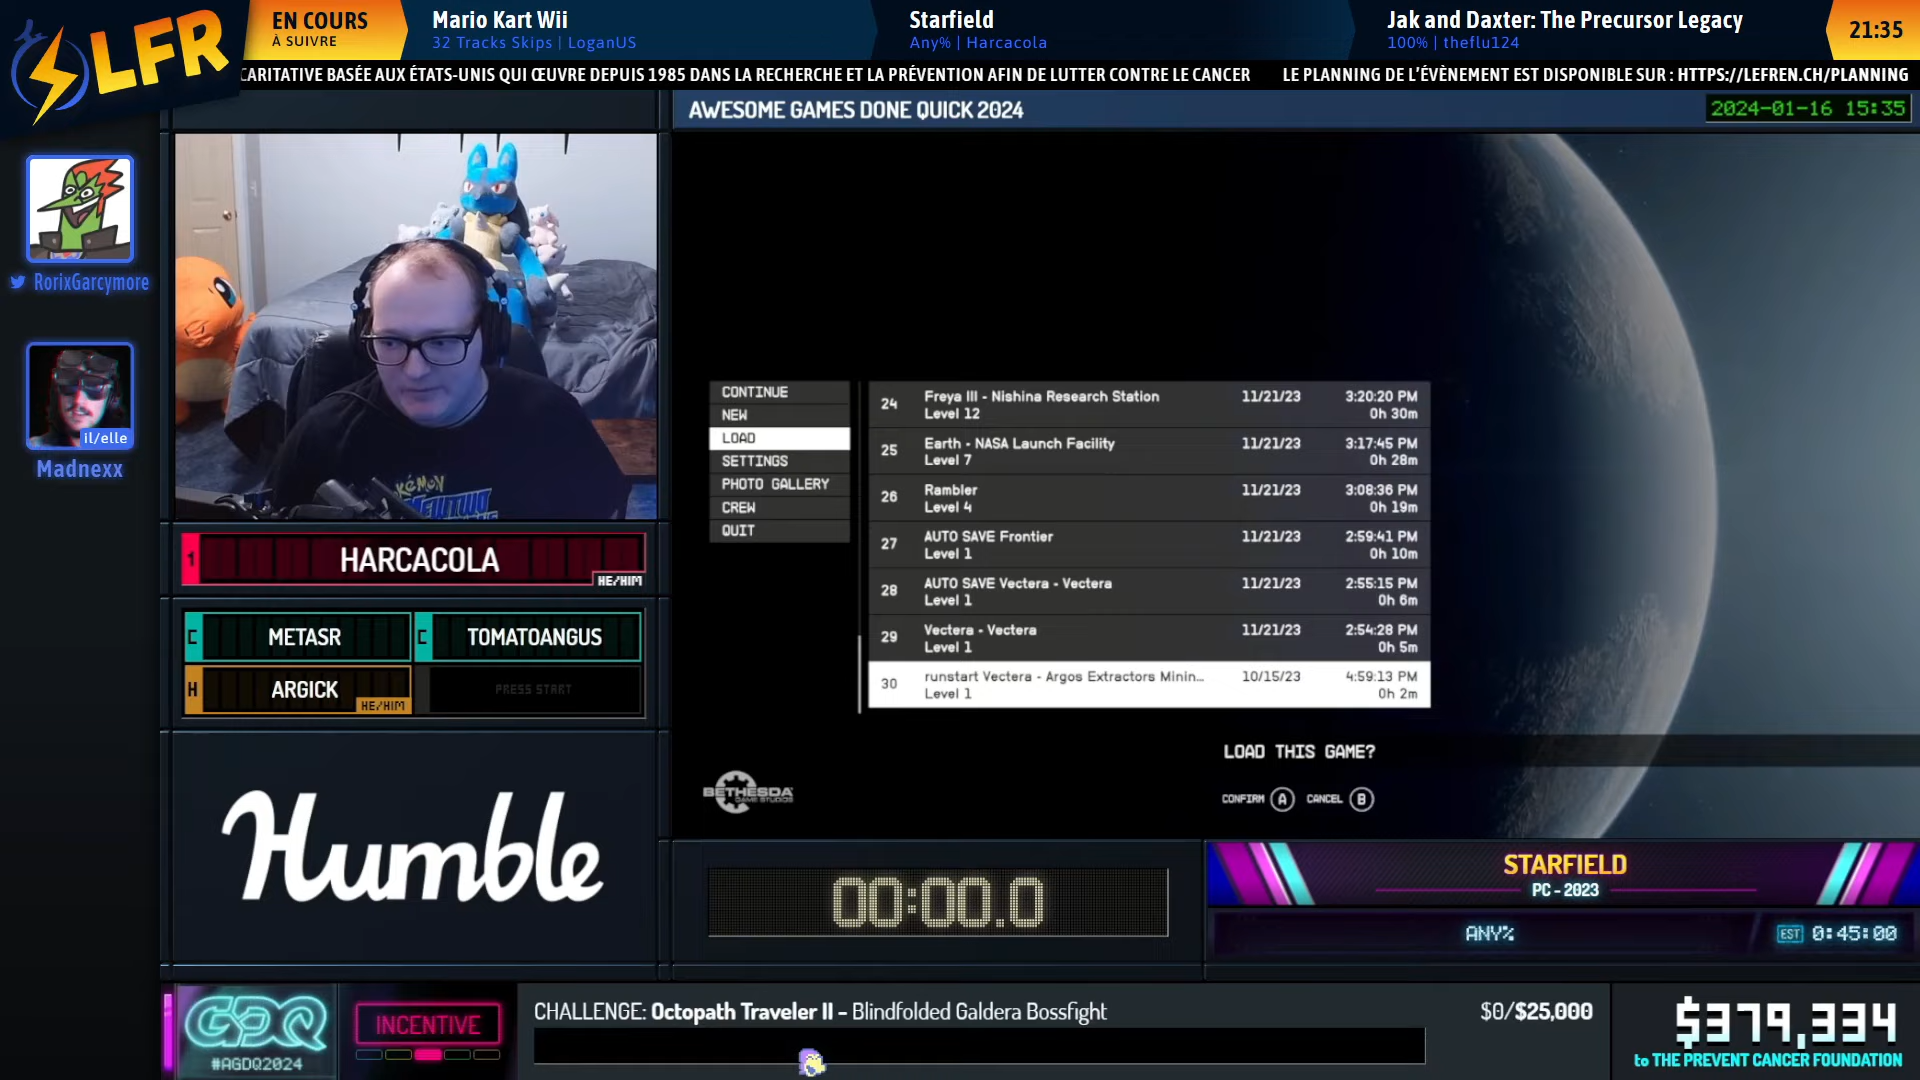 LFR
EN COURS
À SUIVRE
Mario Kart Wii
32 Tracks Skips | LoganUS
Starfield
Any% | Harcacola
Jak and Daxter: The Precursor Legacy
100% | theflu124
21:35
CARITATIVE BASÉE AUX ÉTATS-UNIS QUI ŒUVRE DEPUIS 1985 DANS LA RECHERCHE ET LA PRÉVENTION AFIN DE LUTTER CONTRE LE CANCER
LE PLANNING DE L'ÉVÈNEMENT EST DISPONIBLE SUR : HTTPS://LEFREN.CH/PLANNING
AWESOME GAMES DONE QUICK 2024
2024-01-16 15:35
RorixGarcymore
il/elle
Madnexx
CONTINUE
NEW
LOAD
SETTINGS
PHOTO GALLERY
CREW
QUIT
24 Freya III - Nishina Research Station 11/21/23 3:20:20 PM
Level 12 0h 30m
25 Earth - NASA Launch Facility 11/21/23 3:17:45 PM
Level 7 0h 28m
26 Rambler 11/21/23 3:08:36 PM
Level 4 0h 19m
27 AUTO SAVE Frontier 11/21/23 2:59:41 PM
Level 1 0h 10m
28 AUTO SAVE Vectera - Vectera 11/21/23 2:55:15 PM
Level 1 0h 6m
29 Vectera - Vectera 11/21/23 2:54:28 PM
Level 1 0h 5m
30 runstart Vectera - Argos Extractors Minin... 10/15/23 4:59:13 PM
Level 1 0h 2m
LOAD THIS GAME?
CONFIRM A CANCEL B
BETHESDA
GAME STUDIOS
POKÉMON
MEWTWO
1 HARCACOLA
HE/HIM
C METASR
C TOMATOANGUS
H ARGICK
HE/HIM
PRESS START
Humble
00:00.0
STARFIELD
PC - 2023
ANY%
EST 0:45:00
GDQ
#AGDQ2024
INCENTIVE
CHALLENGE: Octopath Traveler II - Blindfolded Galdera Bossfight
$0/$25,000
$379,334
to THE PREVENT CANCER FOUNDATION